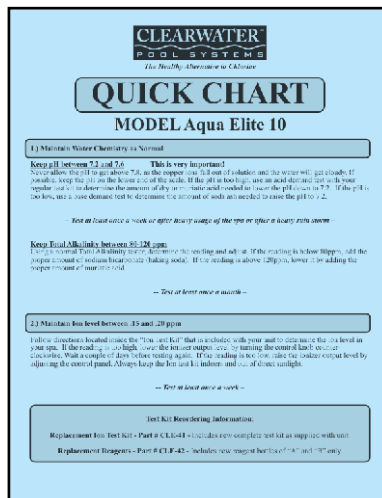 CLEARWATER
POOL SYSTEMS
The Healthy Alternative to Chlorine
QUICK CHART
MODEL Aqua Elite 10
1.) Maintain Water Chemistry as Normal
Keep pH between 7.2 and 7.6 This is very important!
Never allow the pH to get above 7.8, as the copper ions fall out of solution and the water will get cloudy. If
possible, keep the pH on the lower end of the scale. If the pH is too high, use an acid demand test with your
regular test kit to determine the amount of dry or muriatic acid needed to lower the pH down to 7.2. If the pH is
too low, use a base demand test to determine the amount of soda ash needed to raise the pH to 7.2.
– Test at least once a week or after heavy usage of the spa or after a heavy rain storm –
Keep Total Alkalinity between 80-120 ppm
Using a normal Total Alkalinity tester, determine the reading and adjust. If the reading is below 80ppm, add the
proper amount of sodium bicarbonate (baking soda). If the reading is above 120ppm, lower it by adding the
proper amount of muriatic acid.
-- Test at least once a month --
2.) Maintain Ion level between .15 and .20 ppm
Follow directions located inside the "Ion Test Kit" that is included with your unit to determine the ion level in
your spa. If the reading is too high, lower the ionizer output level by turning the control knob counter-
clockwise. Wait a couple of days before testing again. If the reading is too low, raise the ionizer output level by
adjusting the control panel. Always keep the Ion test kit indoors and out of direct sunlight.
-- Test at least once a week --
Test Kit Reordering Information:
Replacement Ion Test Kit - Part # CLE-41 - Includes new complete test kit as supplied with unit
Replacement Reagents - Part # CLE-42 - Includes new reagent bottles of "A" and "B" only